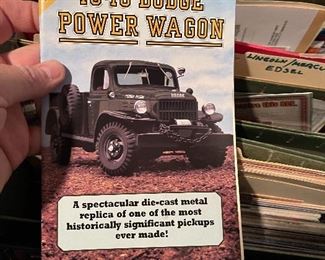 DODGE
POWER WAGON
A spectacular die-cast metal
replica of one of the most
historically significant pickups
ever made!
LINCOLN/MERC
EDSEL